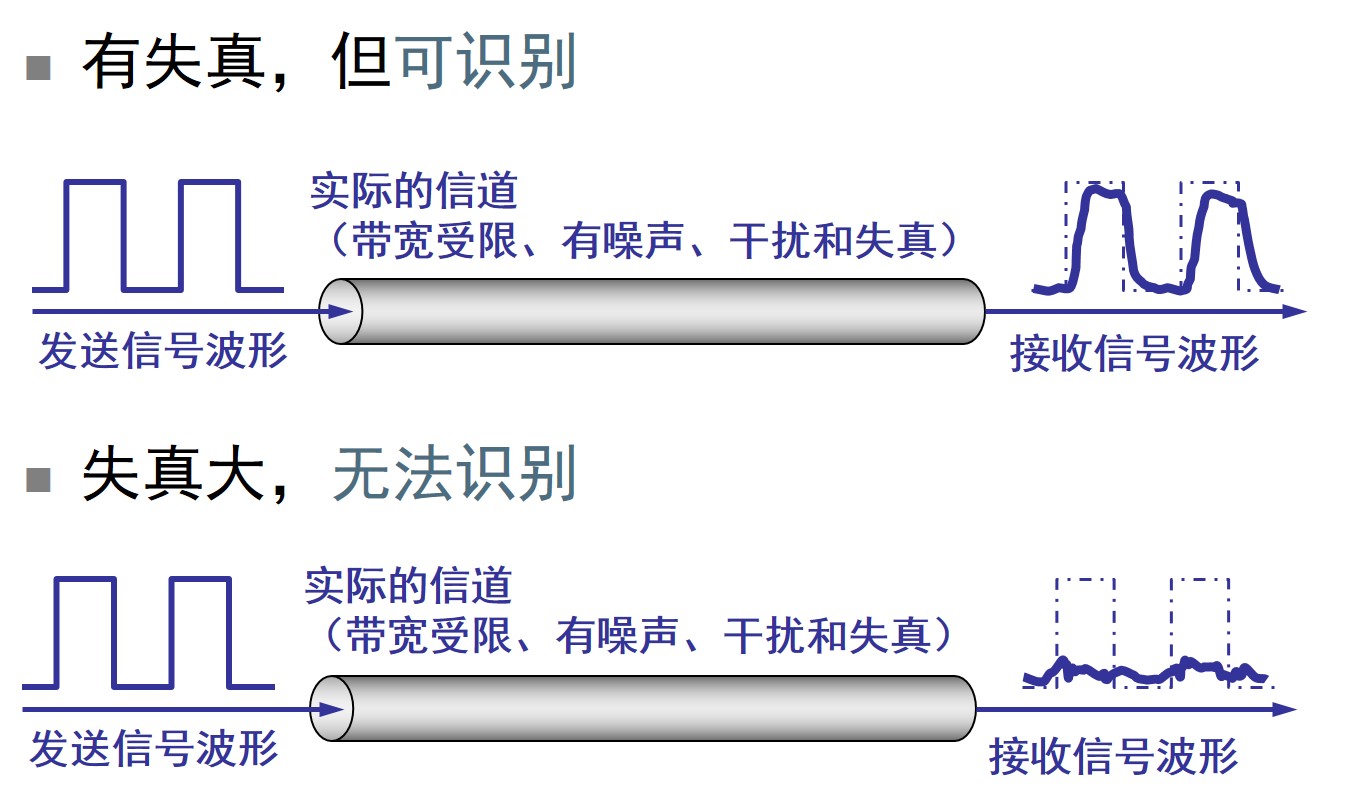 有失真，但可识别
实际的信道
（带宽受限、有噪声、干扰和失真）
发送信号波形
接收信号波形
失真大，无法识别
实际的信道
（带宽受限、有噪声、干扰和失真）
发送信号波形
接收信号波形